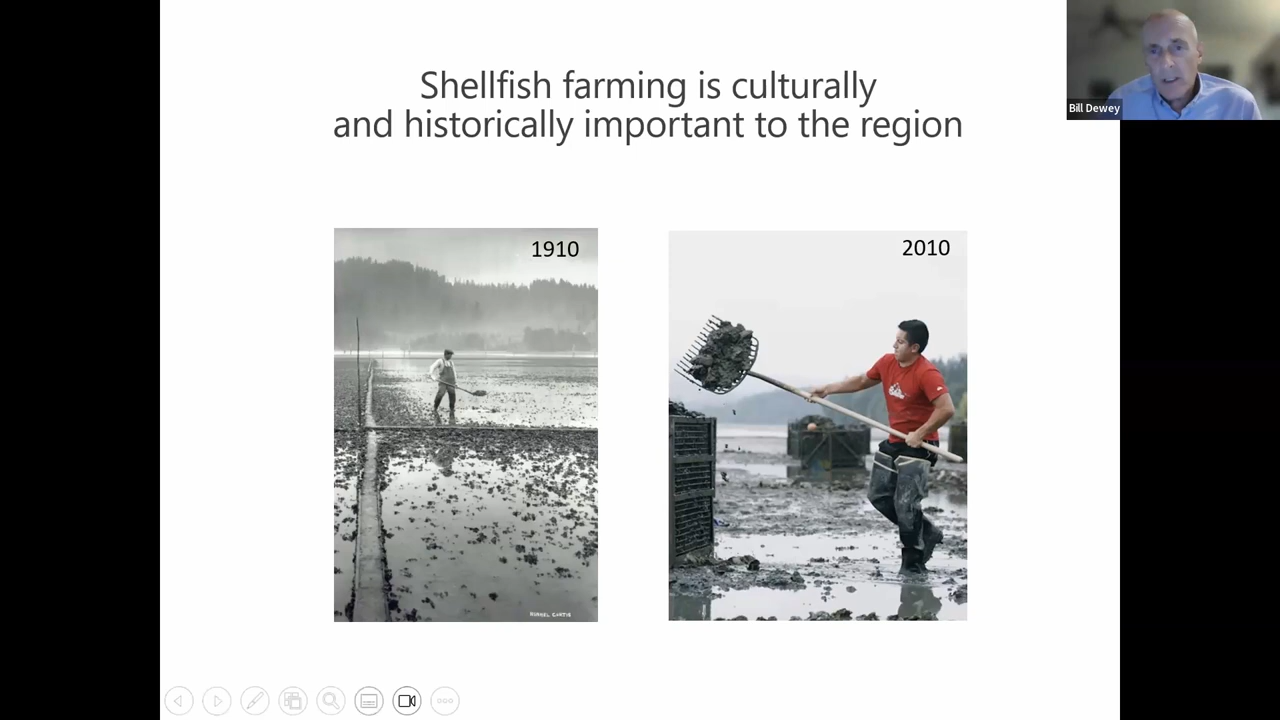 Shellfish farming is culturally
and historically important to the region
Bill Dewey
1910
2010